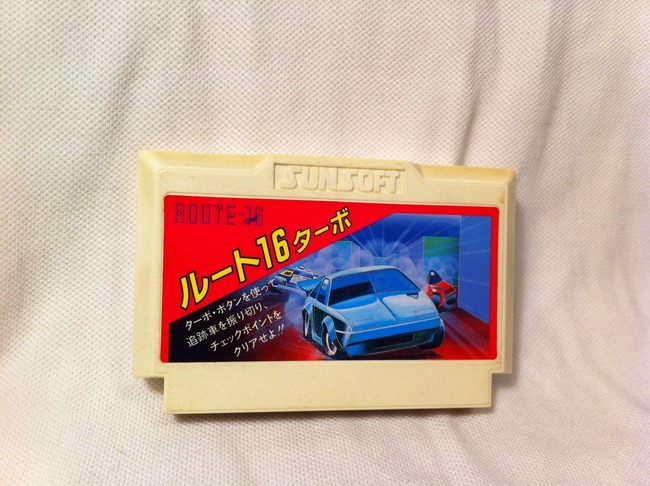 SUNSOFT
ROUTE-16
ルート16ターボ
ターボ・ボタンを使って
追跡車を振り切り、
チェックポイントを
クリアせよ!!